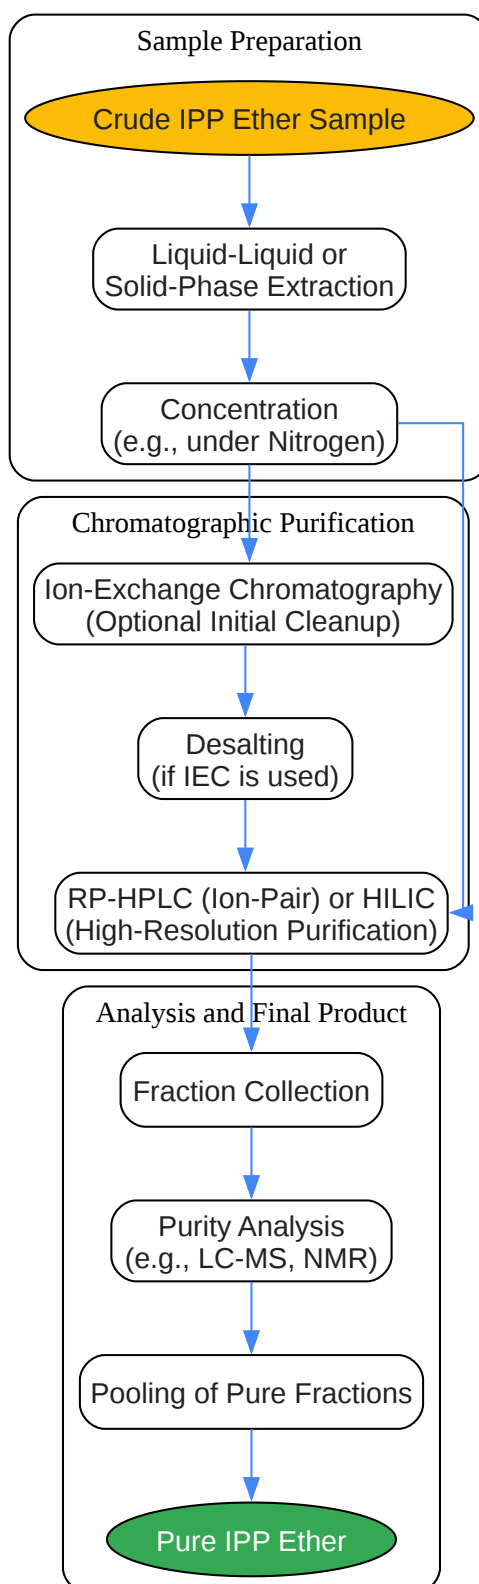 Sample Preparation
Crude IPP Ether Sample
Liquid-Liquid or
Solid-Phase Extraction
Concentration
(e.g., under Nitrogen)
Chromatographic Purification
Ion-Exchange Chromatography
(Optional Initial Cleanup)
Desalting
(if IEC is used)
RP-HPLC (Ion-Pair) or HILIC
(High-Resolution Purification)
Analysis and Final Product
Fraction Collection
Purity Analysis
(e.g., LC-MS, NMR)
Pooling of Pure Fractions
Pure IPP Ether